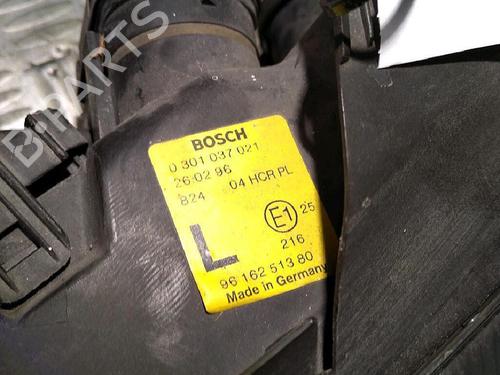 B-PARTS
BOSCH
0 301 037 021
26 02 96
824 04 HCR PL
L E1 25
216
96 162 513 80
Made in Germany